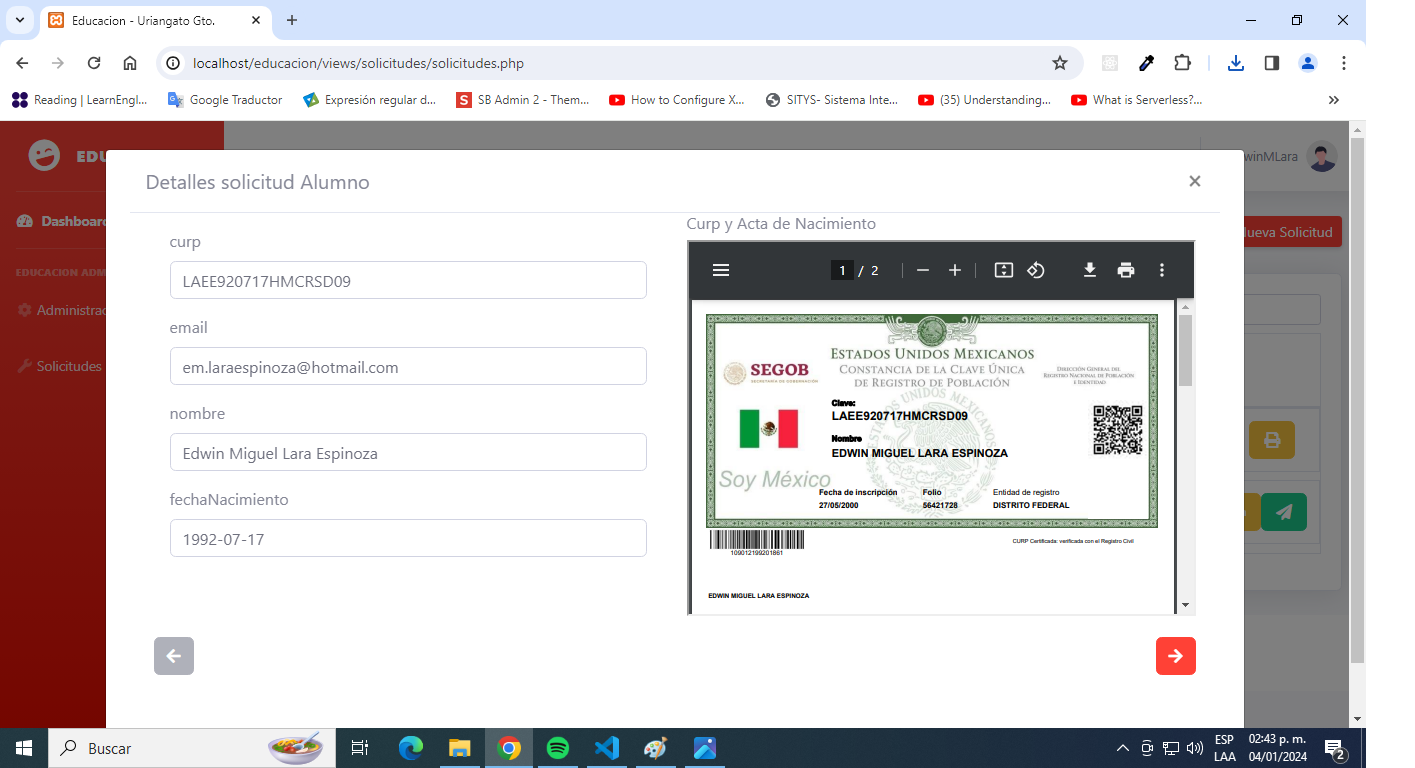 Educacion - Uriangato Gto.
localhost/educacion/views/solicitudes/solicitudes.php
Reading | LearnEngl...
Google Traductor
Expresión regular d...
SB Admin 2 - Them...
How to Configure X...
SITYS- Sistema Inte...
(35) Understanding...
What is Serverless?...
EDU
winMLara
Detalles solicitud Alumno
Dashboard
ueva Solicitud
EDUCACION ADM
Administrac
Solicitudes
curp
LAEE920717HMCRSD09
email
em.laraespinoza@hotmail.com
nombre
Edwin Miguel Lara Espinoza
fechaNacimiento
1992-07-17
Curp y Acta de Nacimiento
1 / 2
ESTADOS UNIDOS MEXICANOS
CONSTANCIA DE LA CLAVE ÚNICA
DE REGISTRO DE POBLACIÓN
SEGOB
SECRETARÍA DE GOBERNACIÓN
DIRECCIÓN GENERAL DEL
REGISTRO NACIONAL DE POBLACIÓN
E IDENTIDAD
Clave:
LAEE920717HMCRSD09
Nombre
EDWIN MIGUEL LARA ESPINOZA
Soy México
Fecha de inscripción
Folio
Entidad de registro
27/05/2000
56421728
DISTRITO FEDERAL
109012199201861
CURP Certificada: verificada con el Registro Civil
EDWIN MIGUEL LARA ESPINOZA
Buscar
ESP
LAA
02:43 p. m.
04/01/2024
2